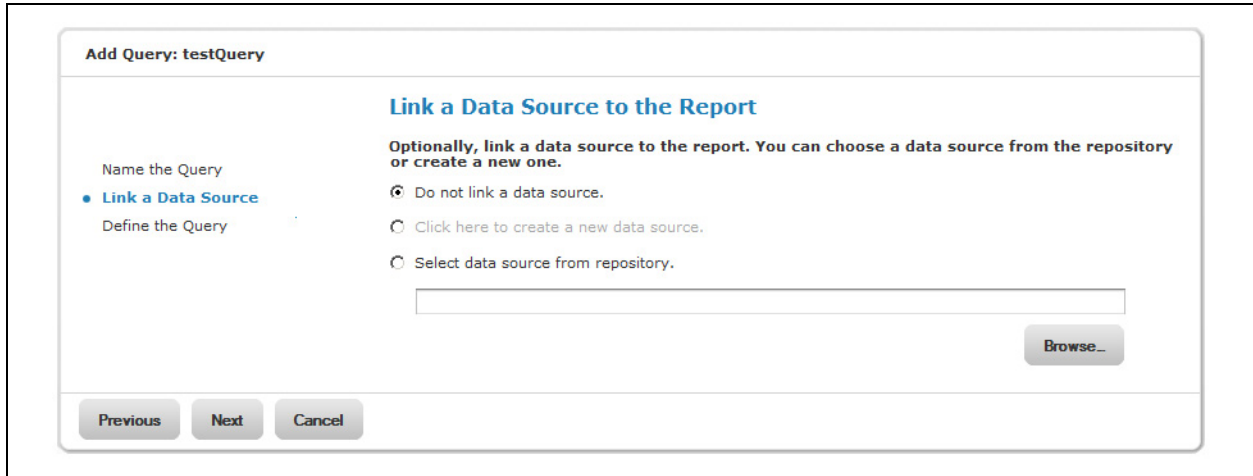 Add Query: testQuery
Link a Data Source to the Report
Optionally, link a data source to the report. You can choose a data source from the repository
or create a new one.
Name the Query
Link a Data Source
Define the Query
Do not link a data source.
Click here to create a new data source.
Select data source from repository.
Browse...
Previous
Next
Cancel